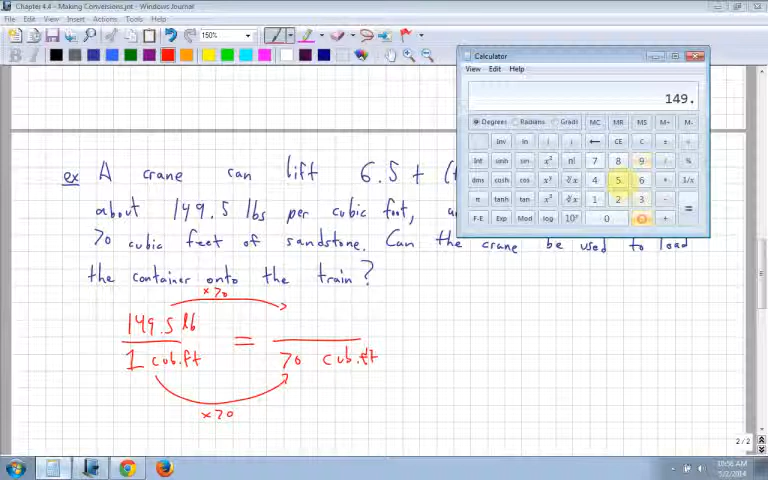 Chapter 4.4 - Making Conversions.jnt - Windows Journal
File Edit View Insert Actions Tools Help
150%
Calculator
View Edit Help
149.
Degrees Radians Grads MC MR MS M+ M-
Inv ln ( ) ← CE C ± √
Int sinh sin x² n! 7 8 9 / %
dms cosh cos xʸ 4 5 6 * 1/x
π tanh tan x³ 1 2 3 - =
F-E Exp Mod log 10ˣ 0 . +
ex A crane can lift 6.5 t (t
about 149.5 lbs per cubic foot,
70 cubic feet of sandstone. Can the crane be used to load
the container onto the train?
x70
149.5 lb
1 cub.ft = 70 cub.ft
x70
2 / 2
10:56 AM
5/2/2014